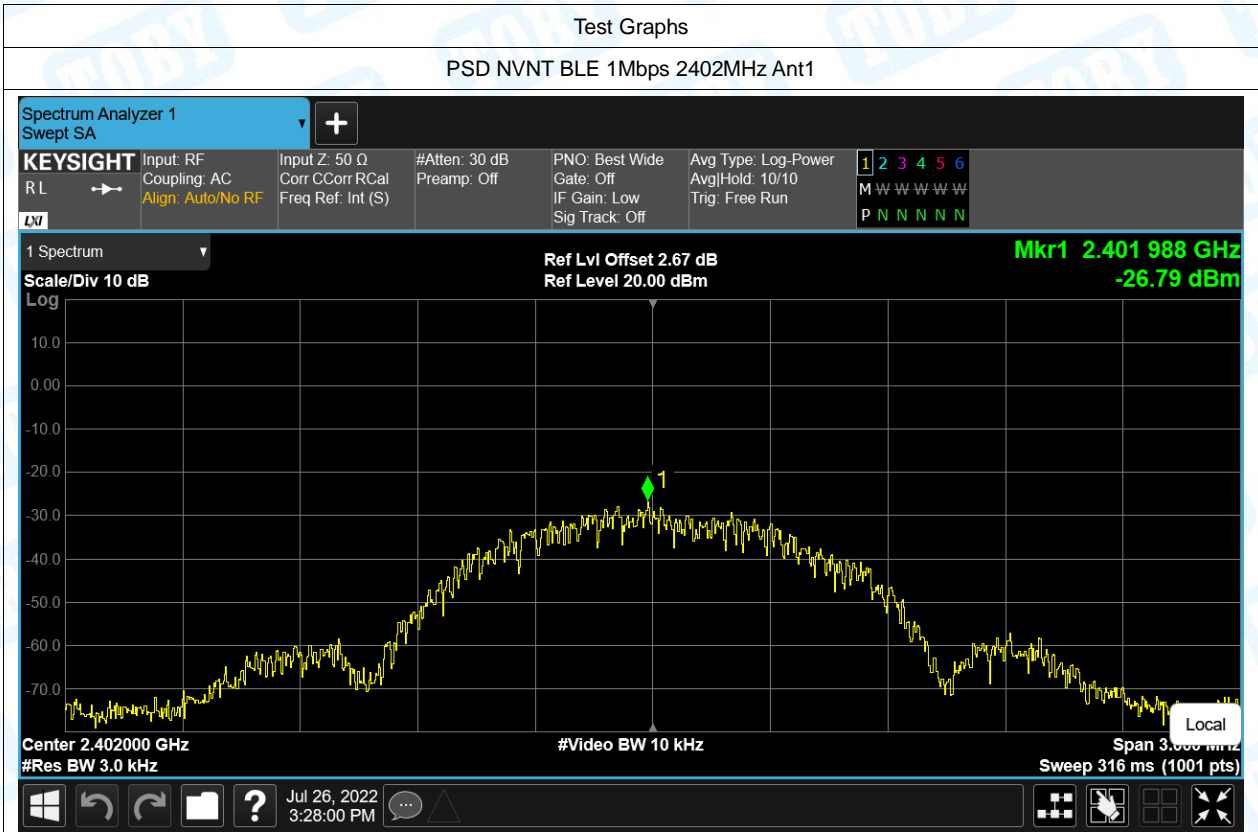 Test Graphs
PSD NVNT BLE 1Mbps 2402MHz Ant1
Spectrum Analyzer 1
Swept SA
KEYSIGHT
R L
LXI
Input: RF
Coupling: AC
Align: Auto/No RF
Input Z: 50 Ω
Corr CCorr RCal
Freq Ref: Int (S)
#Atten: 30 dB
Preamp: Off
PNO: Best Wide
Gate: Off
IF Gain: Low
Sig Track: Off
Avg Type: Log-Power
Avg|Hold: 10/10
Trig: Free Run
1 2 3 4 5 6
M W W W W W
P N N N N N
1 Spectrum
Scale/Div 10 dB
Ref Lvl Offset 2.67 dB
Ref Level 20.00 dBm
Mkr1 2.401 988 GHz
-26.79 dBm
Log
10.0
0.00
-10.0
-20.0
-30.0
-40.0
-50.0
-60.0
-70.0
1
Local
Center 2.402000 GHz
#Res BW 3.0 kHz
#Video BW 10 kHz
Span
Sweep 316 ms (1001 pts)
?
Jul 26, 2022
3:28:00 PM
TOBY